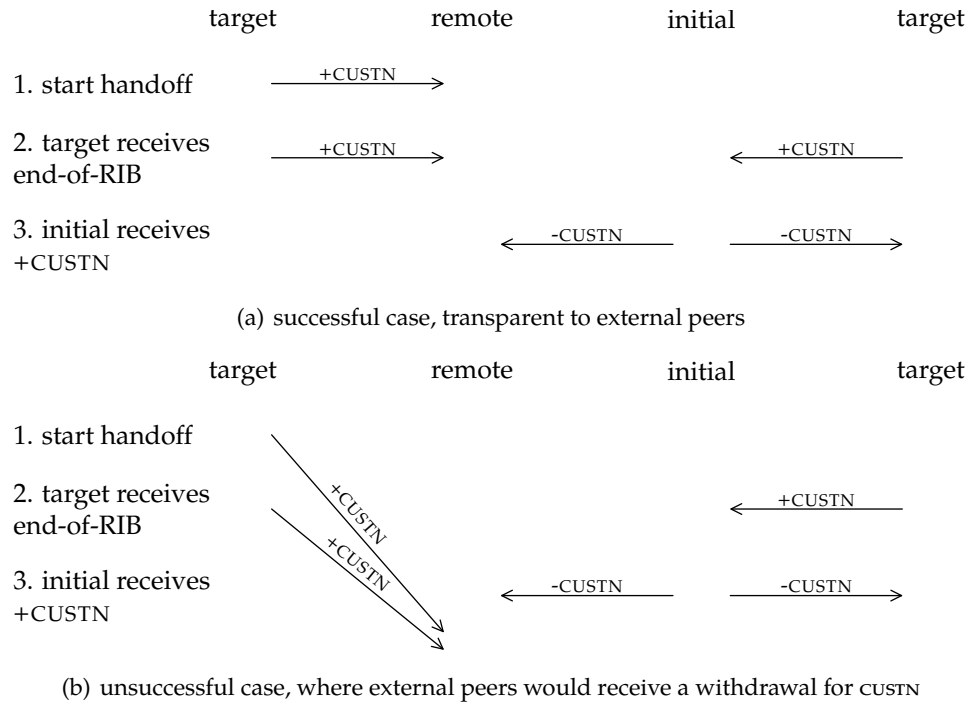 target remote initial target
1. start handoff +CUSTN
2. target receives
end-of-RIB +CUSTN +CUSTN
3. initial receives
+CUSTN -CUSTN -CUSTN
(a) successful case, transparent to external peers
target remote initial target
1. start handoff
+CUSTN
2. target receives
end-of-RIB +CUSTN +CUSTN
3. initial receives
+CUSTN -CUSTN -CUSTN
(b) unsuccessful case, where external peers would receive a withdrawal for CUSTN